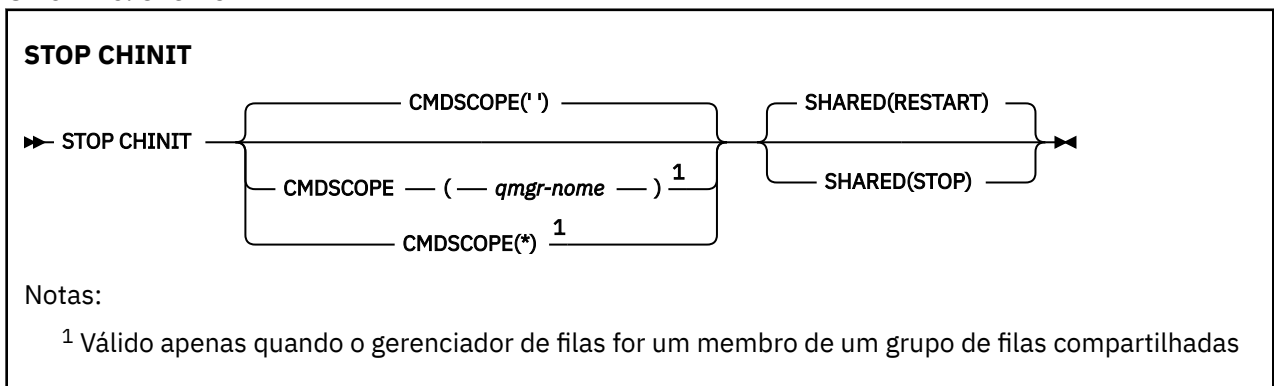 STOP CHINIT
CMDSCOPE(' ')
SHARED(RESTART)
STOP CHINIT
CMDSCOPE ( qmgr-nome ) 1
SHARED(STOP)
CMDSCOPE(*) 1
Notas:
1 Válido apenas quando o gerenciador de filas for um membro de um grupo de filas compartilhadas